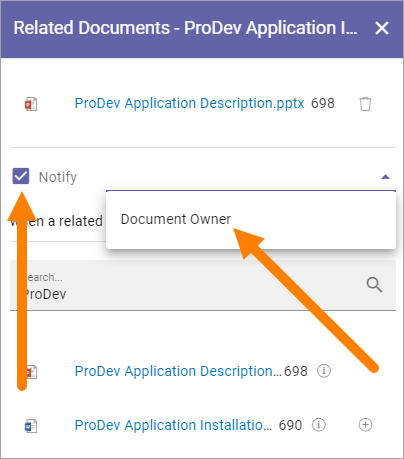 Related Documents - ProDev Application I...
ProDev Application Description.pptx 698
Notify
Document Owner
when a related
Search...
ProDev
ProDev Application Description... 698
ProDev Application Installatio... 690